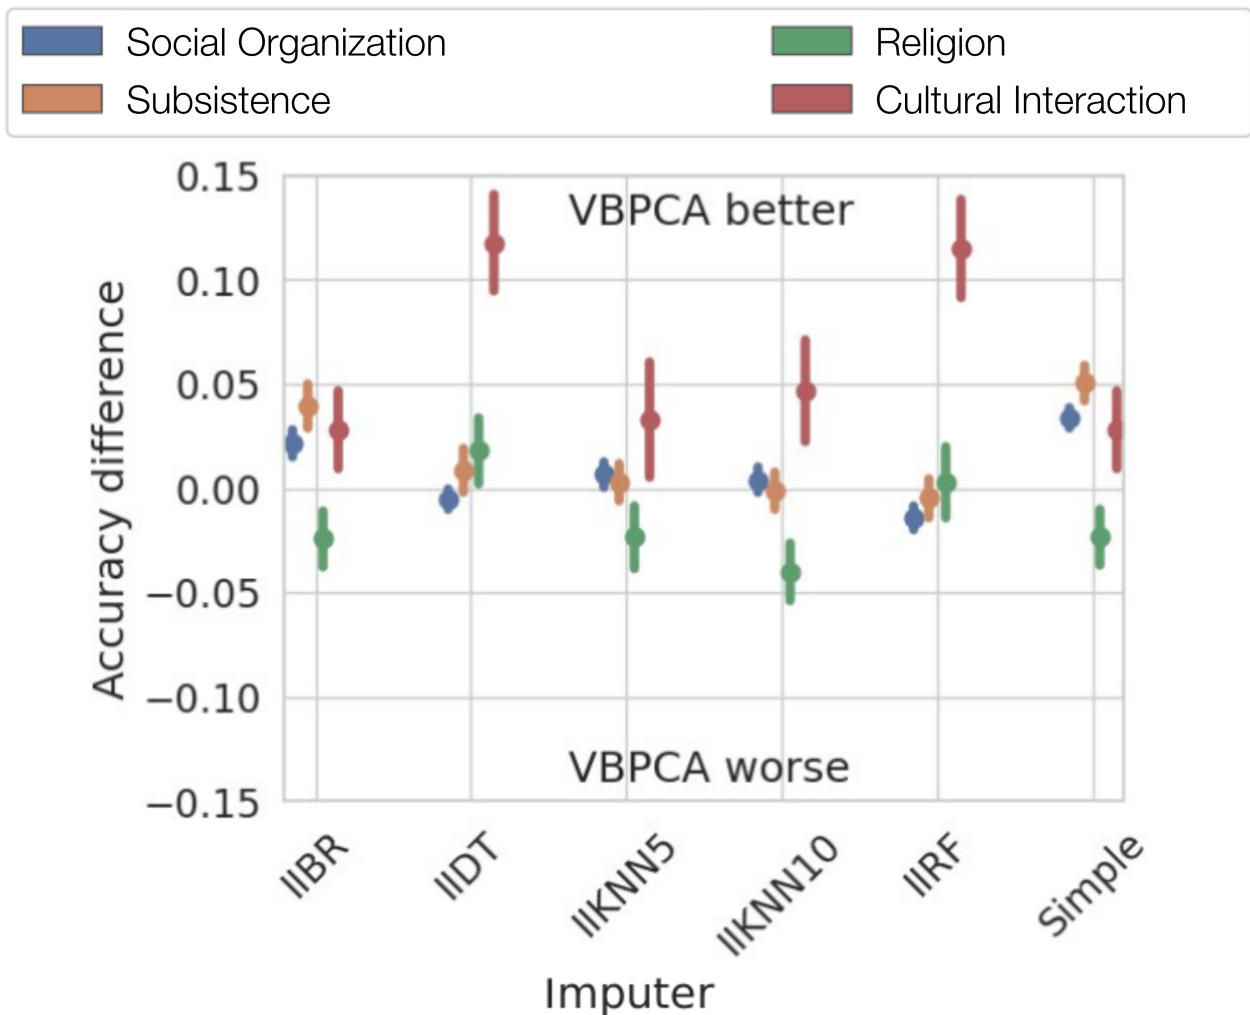 Social Organization
Religion
Subsistence
Cultural Interaction
0.15
VBPCA better
0.10
0.05
0.00
−0.05
−0.10
VBPCA worse
−0.15
Accuracy difference
IIBR
IIDT
IIKNN5
IIKNN10
IIRF
Simple
Imputer